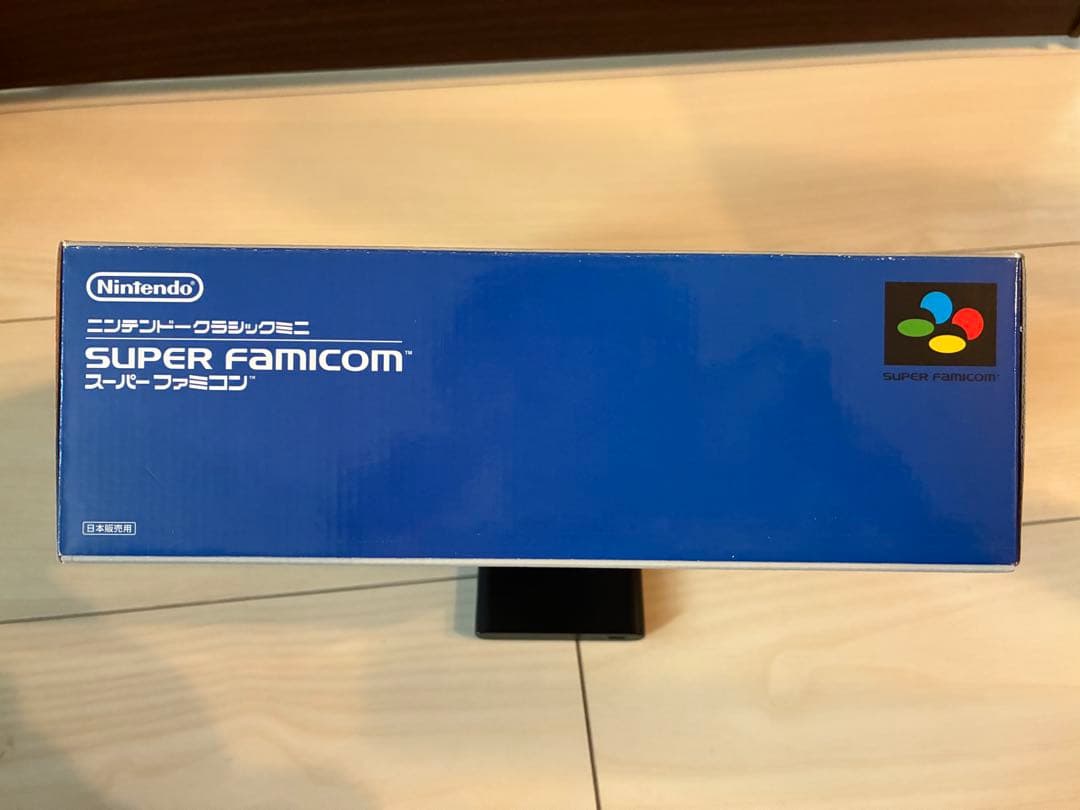 Nintendo®
ニンテンドークラシックミニ
SUPER FAMICOM™
スーパーファミコン™
日本販売用
SUPER FAMICOM™